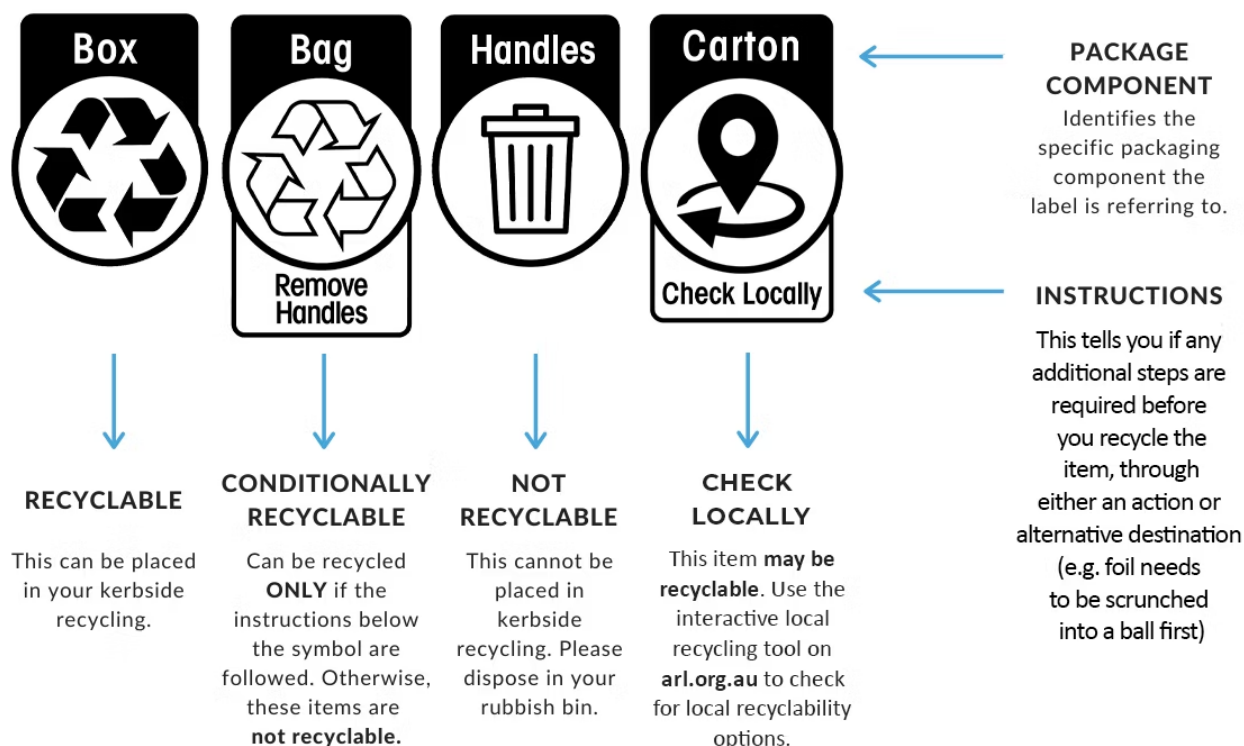 Box
Bag
Remove
Handles
Handles
Carton
Check Locally
PACKAGE
COMPONENT
Identifies the
specific packaging
component the
label is referring to.
INSTRUCTIONS
This tells you if any
additional steps are
required before
you recycle the
item, through
either an action or
alternative destination
(e.g. foil needs
to be scrunched
into a ball first)
RECYCLABLE
This can be placed
in your kerbside
recycling.
CONDITIONALLY
RECYCLABLE
Can be recycled
ONLY if the
instructions below
the symbol are
followed. Otherwise,
these items are
not recyclable.
NOT
RECYCLABLE
This cannot be
placed in
kerbside
recycling. Please
dispose in your
rubbish bin.
CHECK
LOCALLY
This item may be
recyclable. Use the
interactive local
recycling tool on
arl.org.au to check
for local recyclability
options.